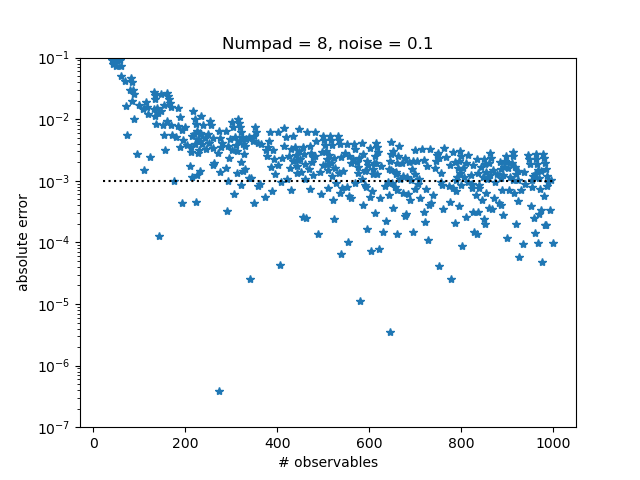 Numpad = 8, noise = 0.1
10⁻¹
10⁻²
10⁻³
10⁻⁴
10⁻⁵
10⁻⁶
10⁻⁷
absolute error
0 200 400 600 800 1000
# observables